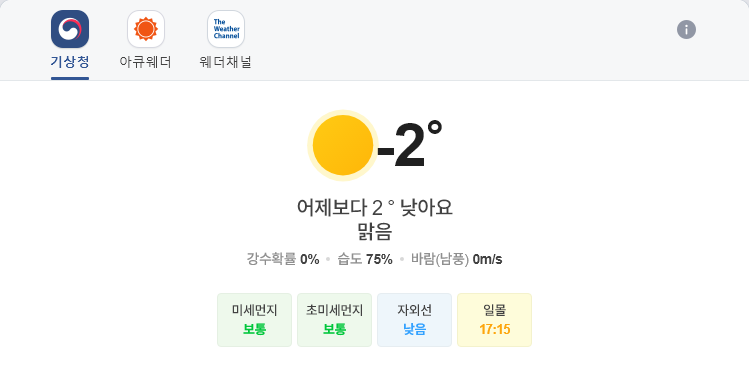 The
Weather
Channel
기상청 아큐웨더 웨더채널
-2°
어제보다 2 ° 낮아요
맑음
강수확률 0% • 습도 75% • 바람(남풍) 0m/s
미세먼지 초미세먼지 자외선 일몰
보통 보통 낮음 17:15